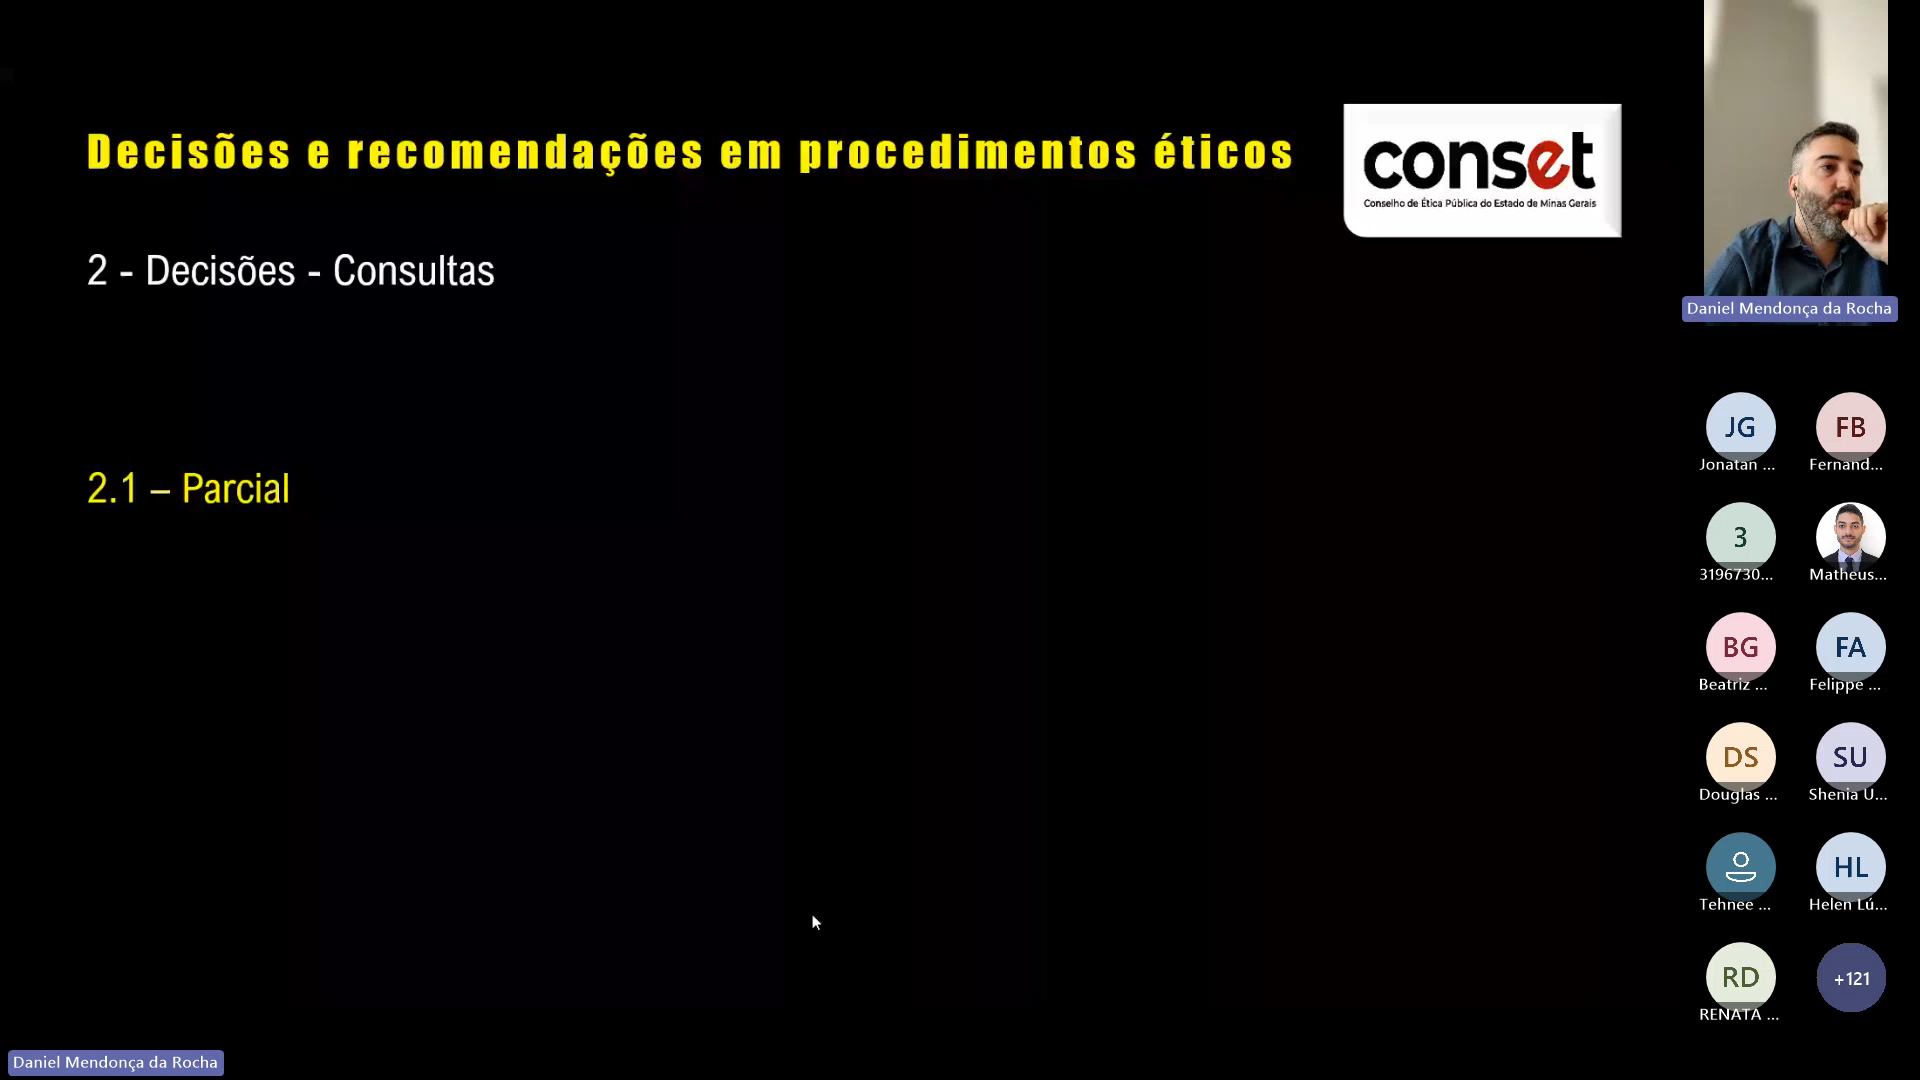 Decisões e recomendações em procedimentos éticos
conset
Conselho de Ética Pública do Estado de Minas Gerais
2 - Decisões - Consultas
2.1 – Parcial
Daniel Mendonça da Rocha
JG
FB
Jonatan ...
Fernand...
3
3196730...
Matheus...
BG
FA
Beatriz ...
Felippe ...
DS
SU
Douglas ...
Shenia U...
HL
Tehnee ...
Helen Lú...
RD
+121
RENATA ...
Daniel Mendonça da Rocha